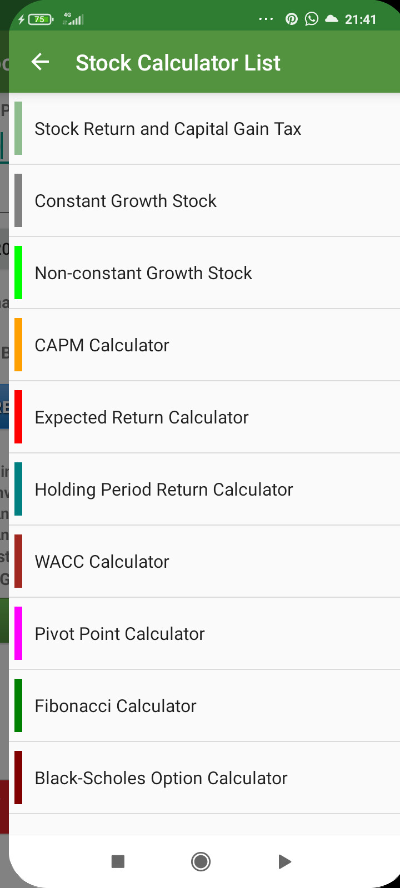 75
4G
21:41
Stock Calculator List
Stock Return and Capital Gain Tax
Constant Growth Stock
Non-constant Growth Stock
CAPM Calculator
Expected Return Calculator
Holding Period Return Calculator
WACC Calculator
Pivot Point Calculator
Fibonacci Calculator
Black-Scholes Option Calculator